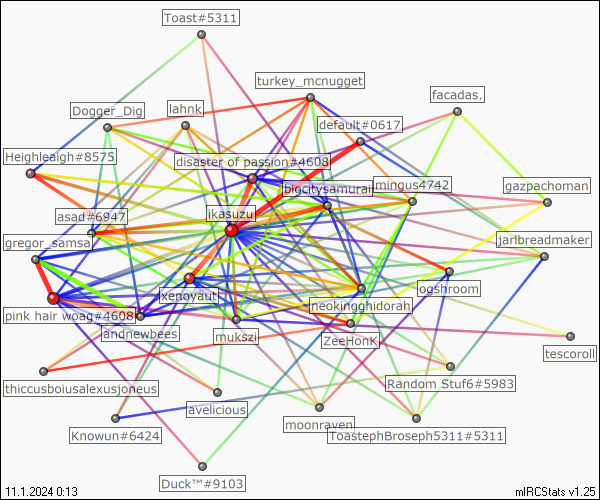 Toast#5311
turkey_mcnugget
facadas.
Dogger_Dig
lahnk
default#0617
Heighleaigh#8575
disaster of passion#4608
bigcitysamurai
mingus4742
gazpachoman
asad#6947
ikasuzu
gregor_samsa
jarlbreadmaker
xenoyaut
neokingghidorah
ogshroom
pink hair woag#4608
andnewbees
mukszi
ZeeHonK
tescoroll
thiccusboiusalexusjoneus
Random Stuf6#5983
avelicious
moonraven
Knowun#6424
ToastephBroseph5311#5311
Duck™#9103
11.1.2024 0:13
mIRCStats v1.25